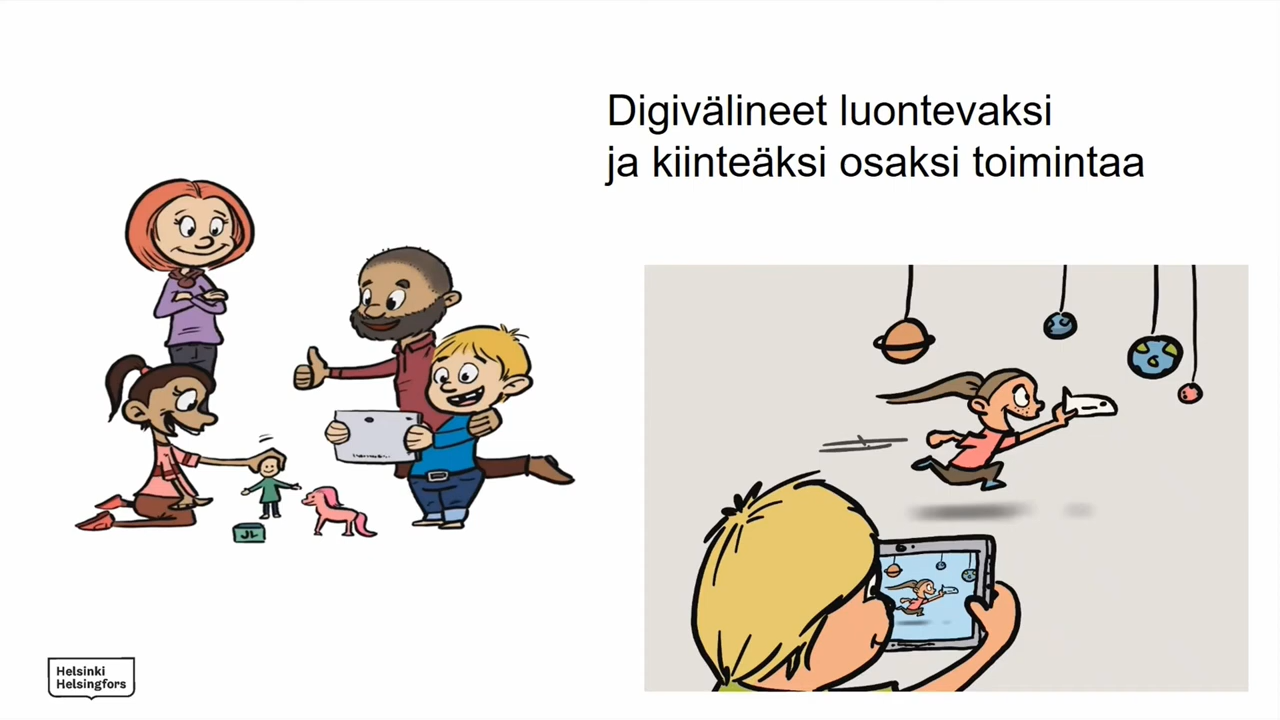 Digivälineet luontevaksi
ja kiinteäksi osaksi toimintaa
JL
Helsinki
Helsingfors